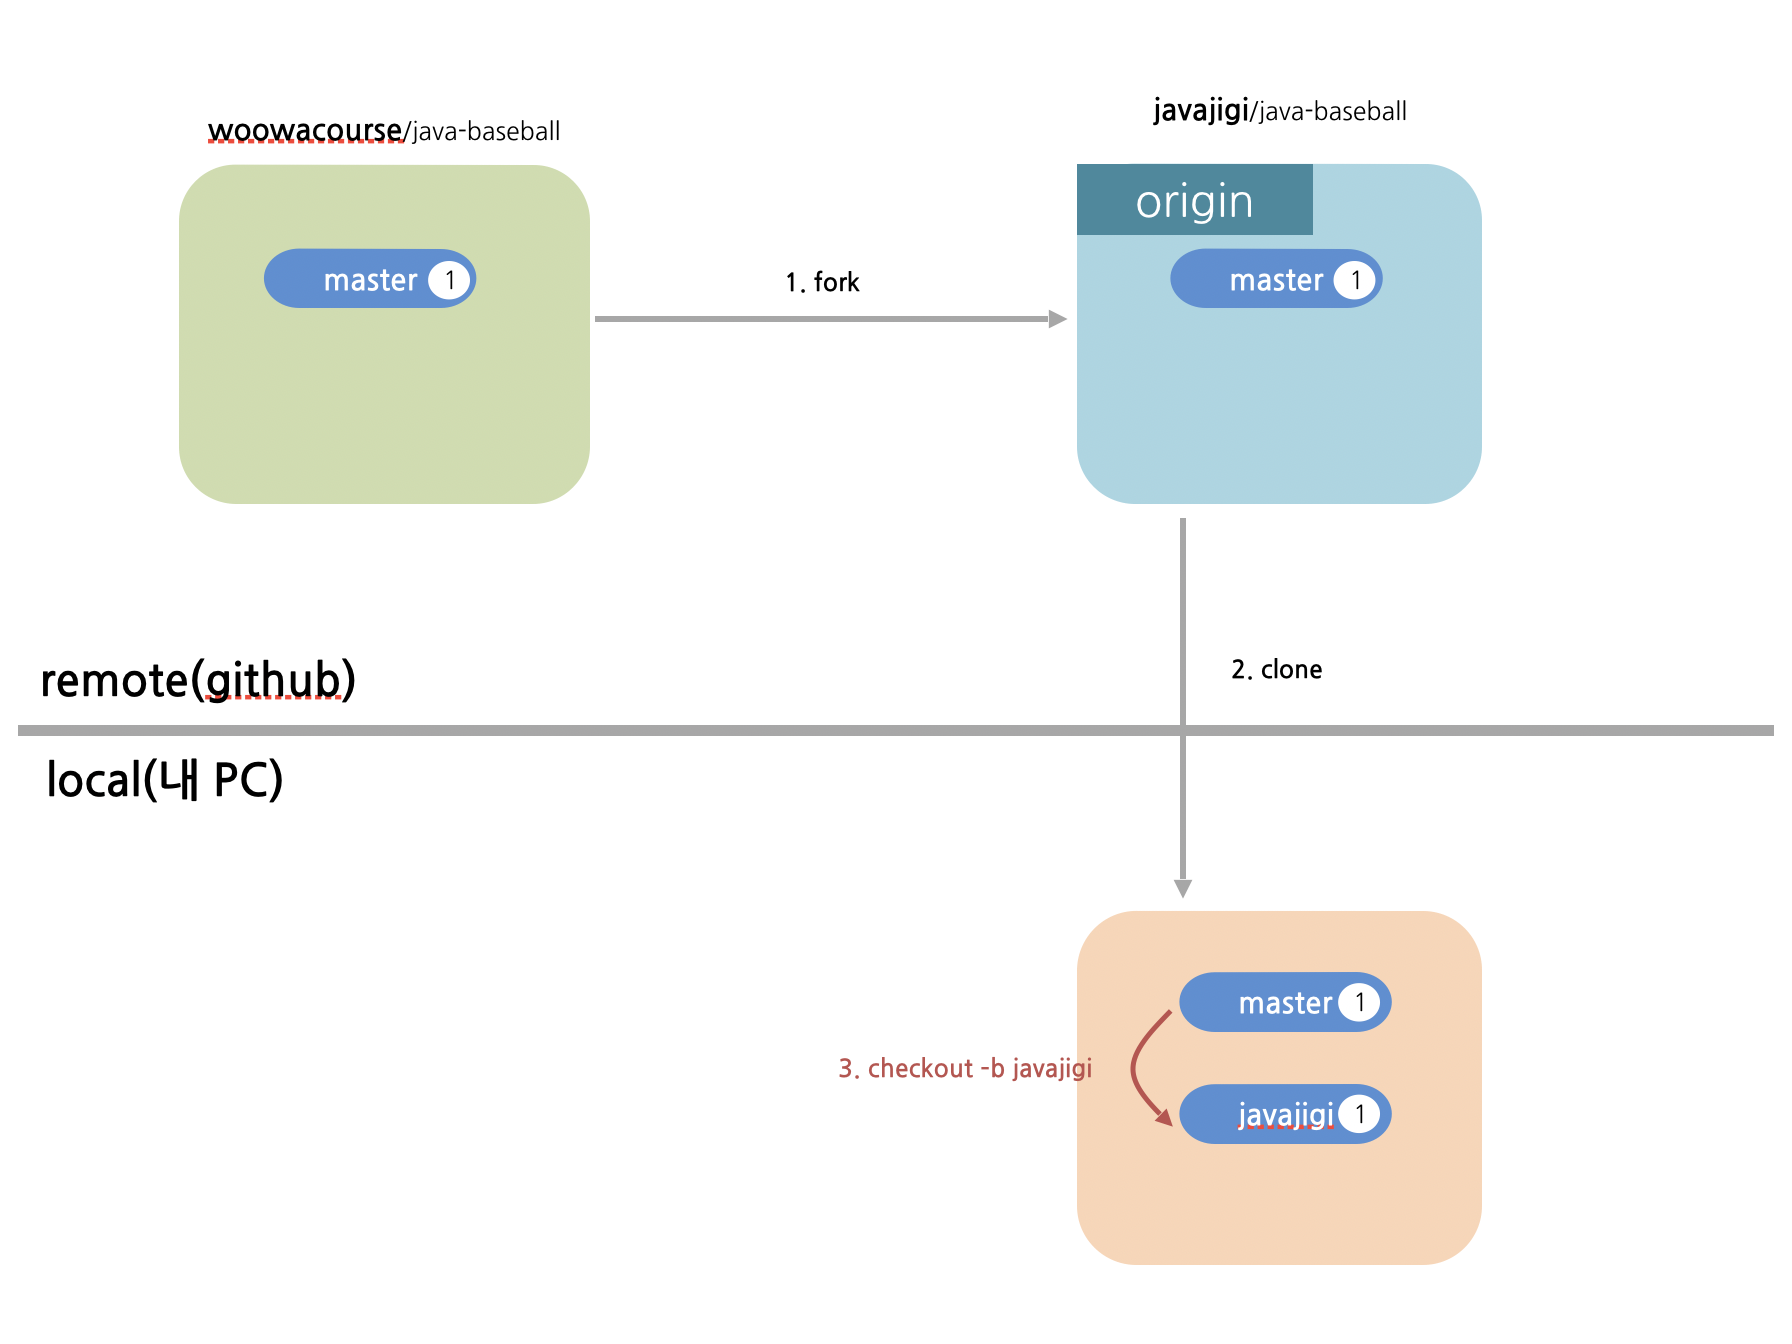 woowacourse/java-baseball
javajigi/java-baseball
origin
master 1
1. fork
master 1
2. clone
remote(github)
local(내 PC)
master 1
3. checkout -b javajigi
javajigi 1